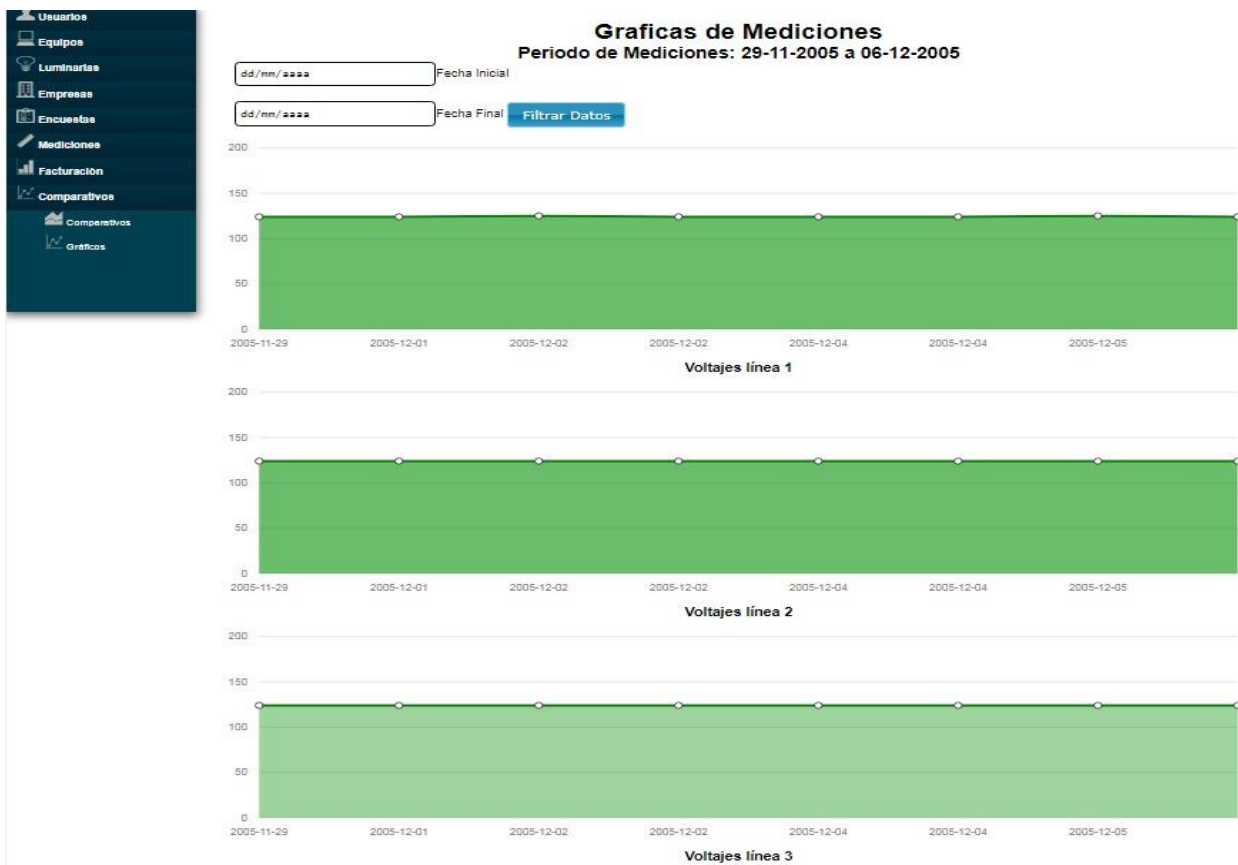 Usuarios
Equipos
Luminarias
Empresas
Encuestas
Mediciones
Facturación
Comparativos
Comparativos
Gráficos
Graficas de Mediciones
Periodo de Mediciones: 29-11-2005 a 06-12-2005
dd/mm/aaaa Fecha Inicial
dd/mm/aaaa Fecha Final Filtrar Datos
200
150
100
50
0
2005-11-29 2005-12-01 2005-12-02 2005-12-02 2005-12-04 2005-12-04 2005-12-05
Voltajes línea 1
200
150
100
50
0
2005-11-29 2005-12-01 2005-12-02 2005-12-02 2005-12-04 2005-12-04 2005-12-05
Voltajes línea 2
200
150
100
50
0
2005-11-29 2005-12-01 2005-12-02 2005-12-02 2005-12-04 2005-12-04 2005-12-05
Voltajes línea 3